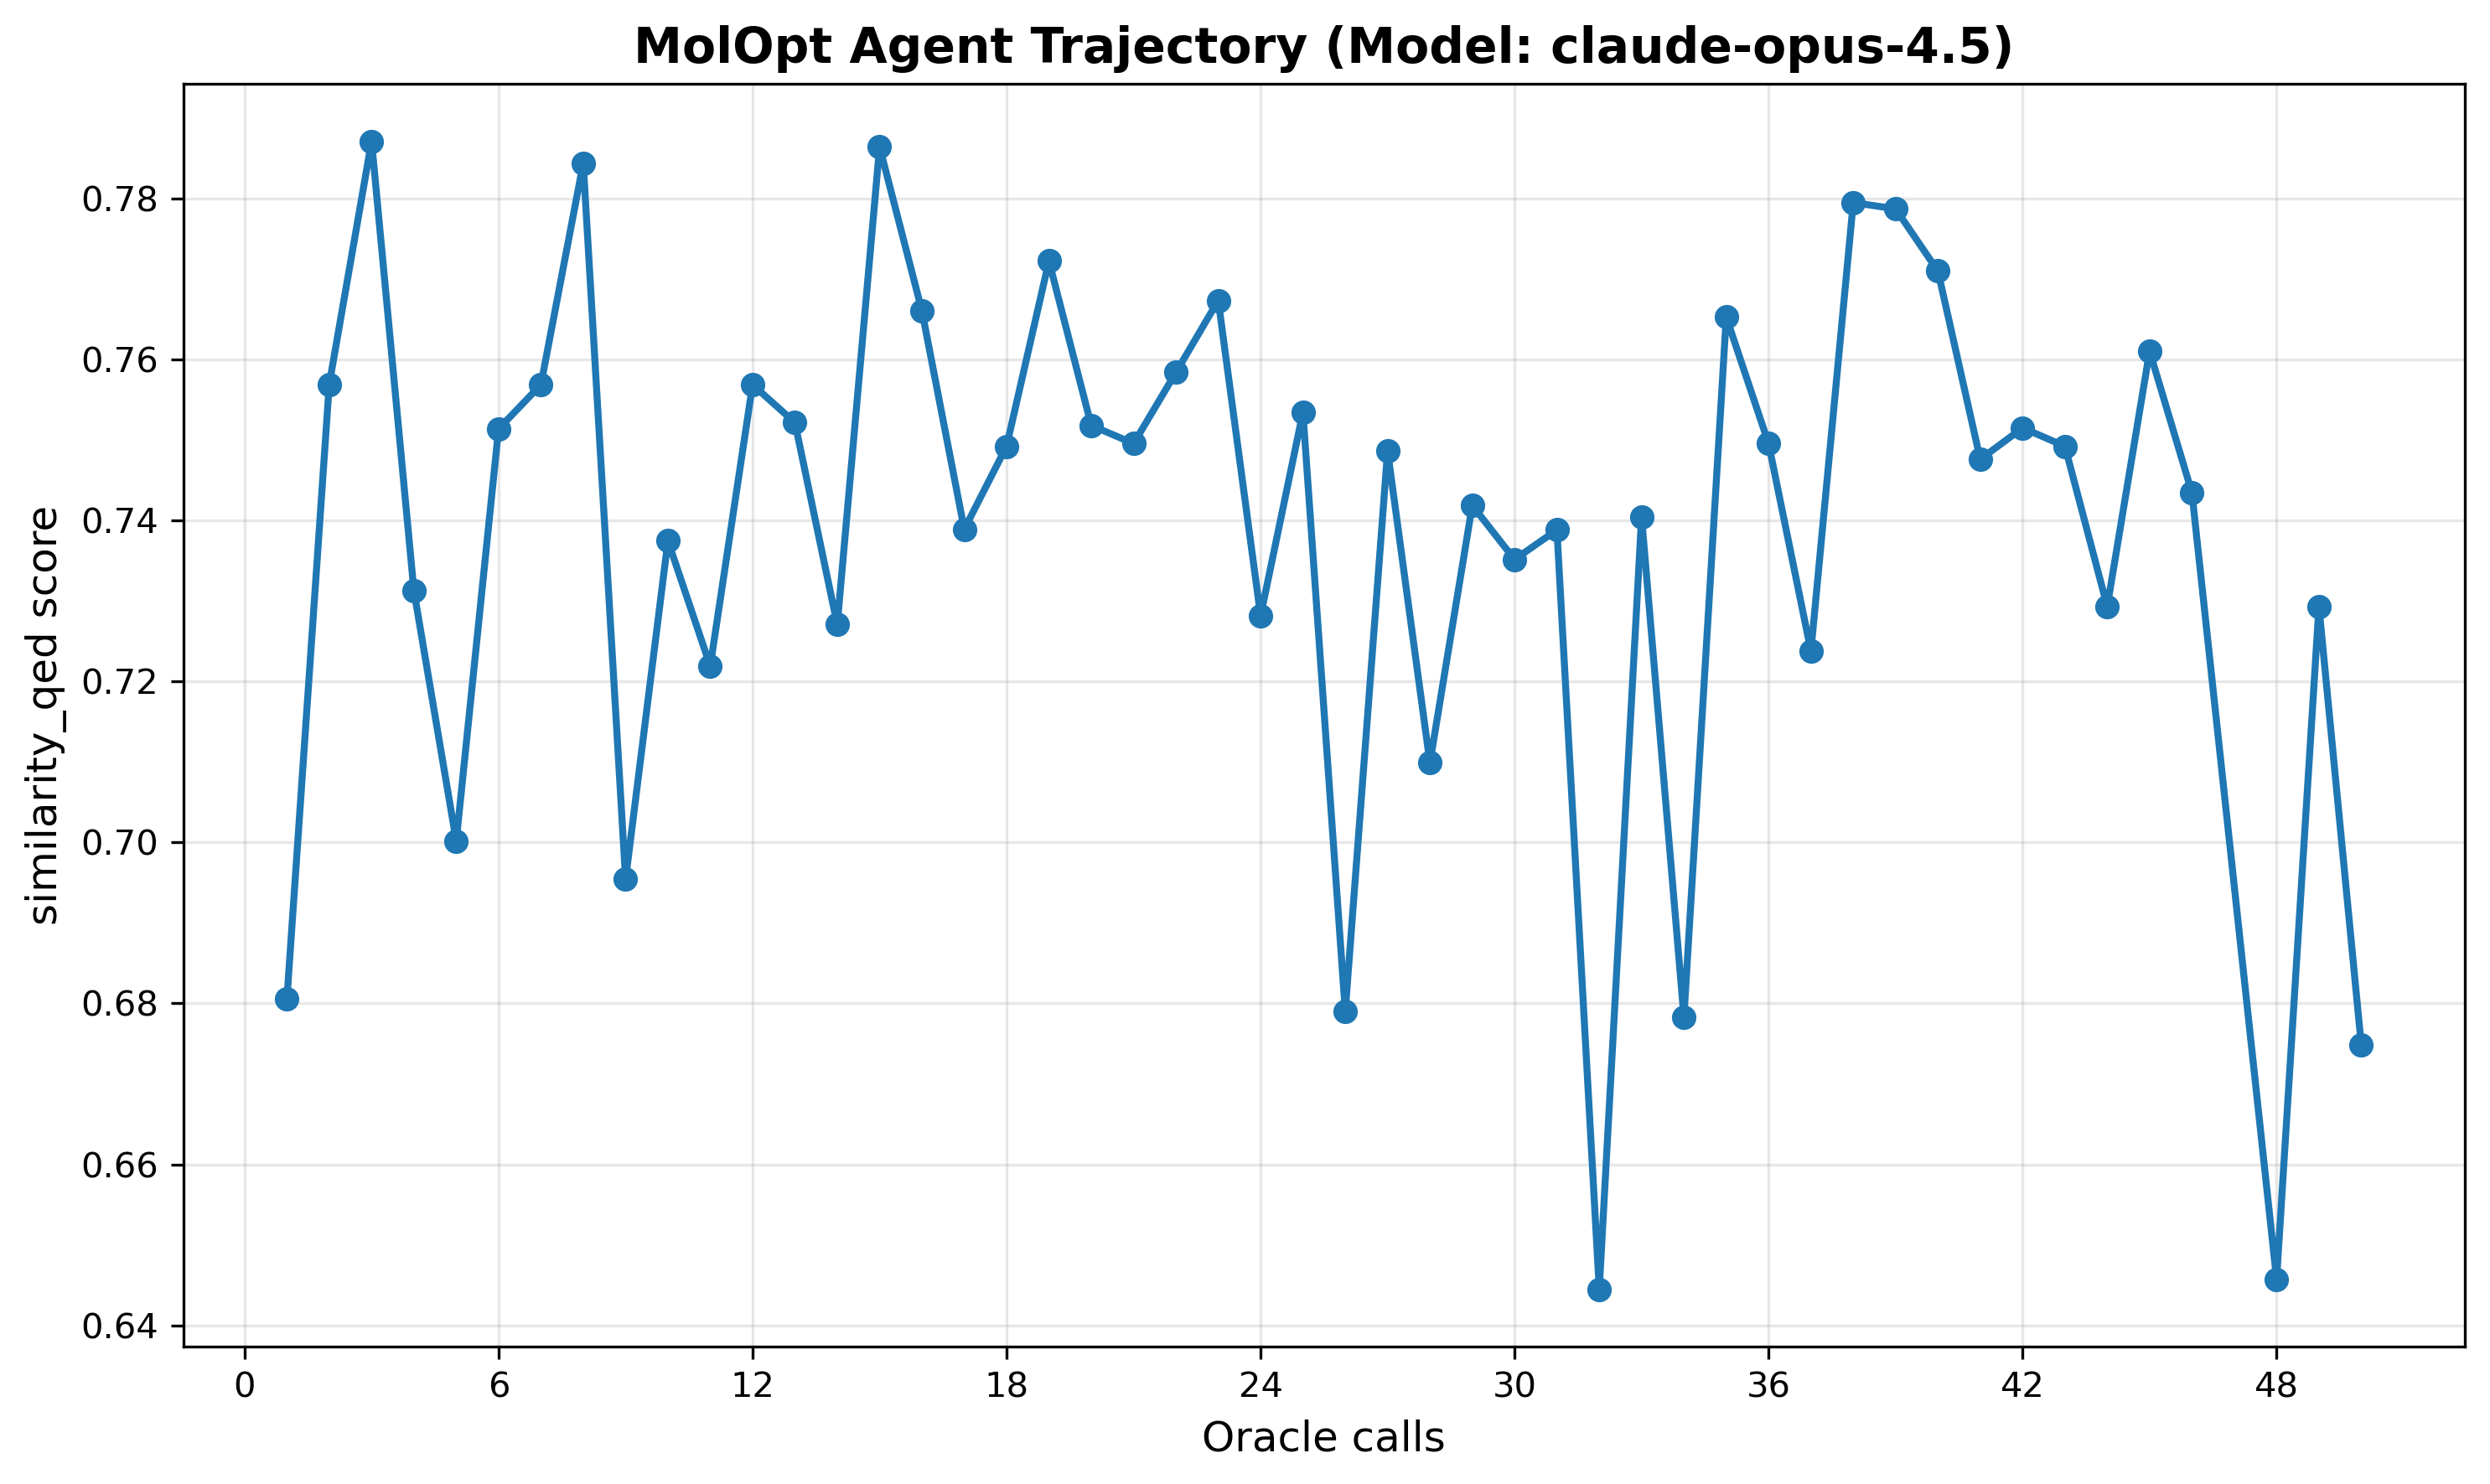 MolOpt Agent Trajectory (Model: claude-opus-4.5)
similarity_qed score
0.78
0.76
0.74
0.72
0.70
0.68
0.66
0.64
0 6 12 18 24 30 36 42 48
Oracle calls